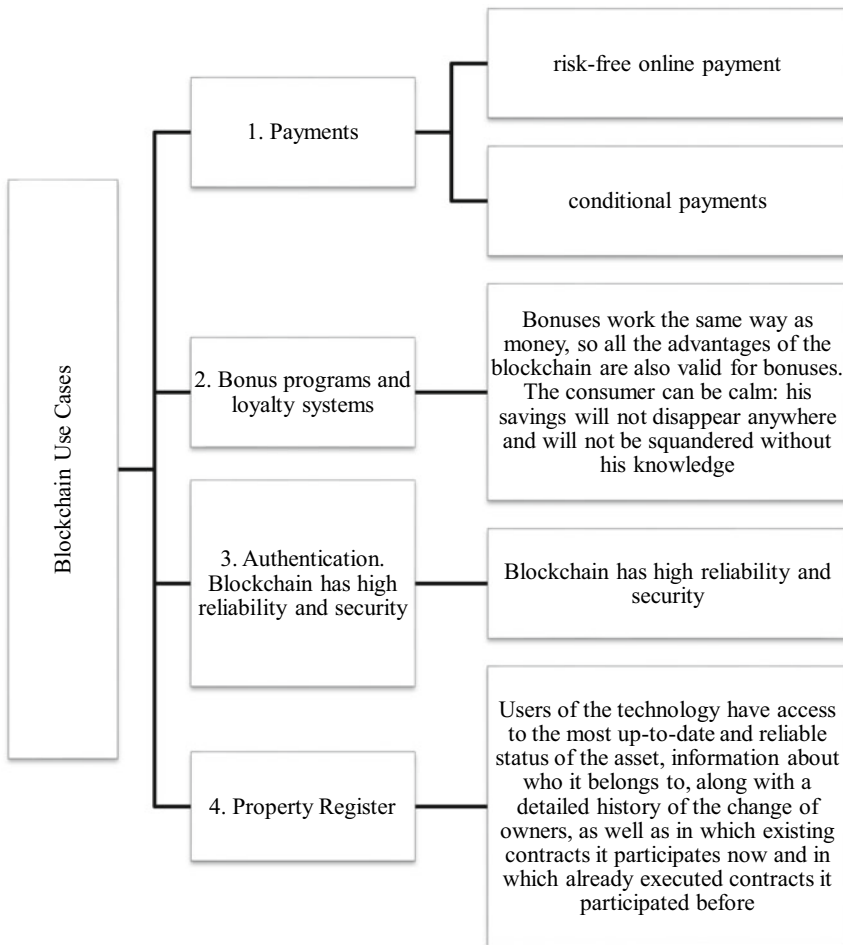 Blockchain Use Cases
1. Payments
risk-free online payment
conditional payments
2. Bonus programs and
loyalty systems
Bonuses work the same way as
money, so all the advantages of the
blockchain are also valid for bonuses.
The consumer can be calm: his
savings will not disappear anywhere
and will not be squandered without
his knowledge
3. Authentication.
Blockchain has high
reliability and security
Blockchain has high reliability and
security
4. Property Register
Users of the technology have access
to the most up-to-date and reliable
status of the asset, information about
who it belongs to, along with a
detailed history of the change of
owners, as well as in which existing
contracts it participates now and in
which already executed contracts it
participated before